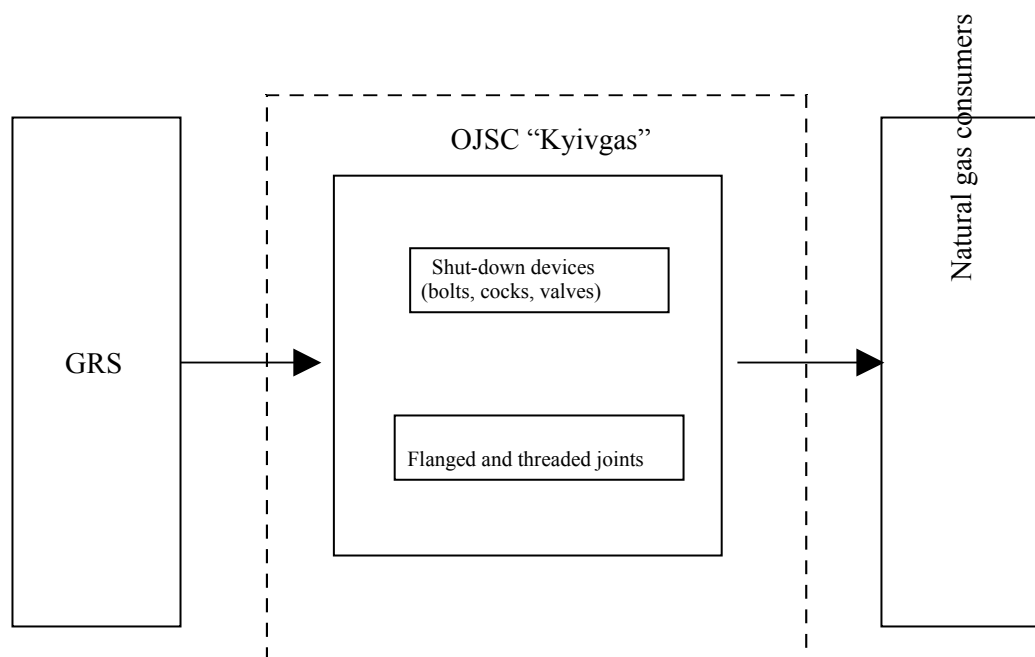 OJSC “Kyivgas”
Shut-down devices
(bolts, cocks, valves)
GRS
Flanged and threaded joints
Natural gas consumers